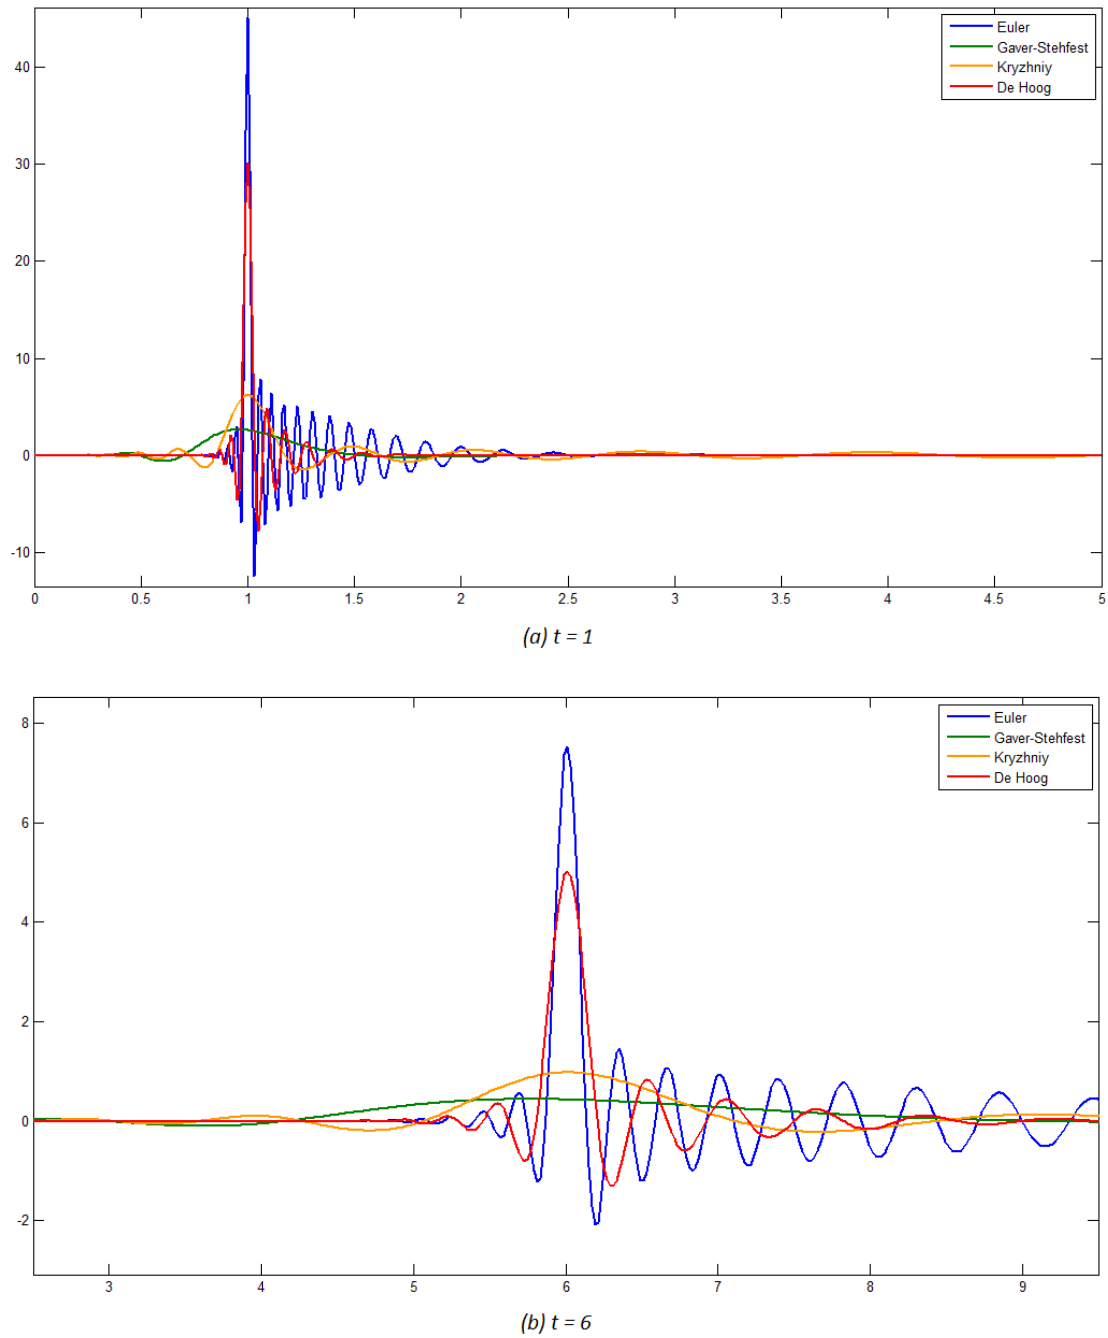 Euler
Gaver-Stehfest
Kryzhniy
De Hoog
40
30
20
10
0
-10
0 0.5 1 1.5 2 2.5 3 3.5 4 4.5 5
(a) t = 1
Euler
Gaver-Stehfest
Kryzhniy
De Hoog
8
6
4
2
0
-2
3 4 5 6 7 8 9
(b) t = 6